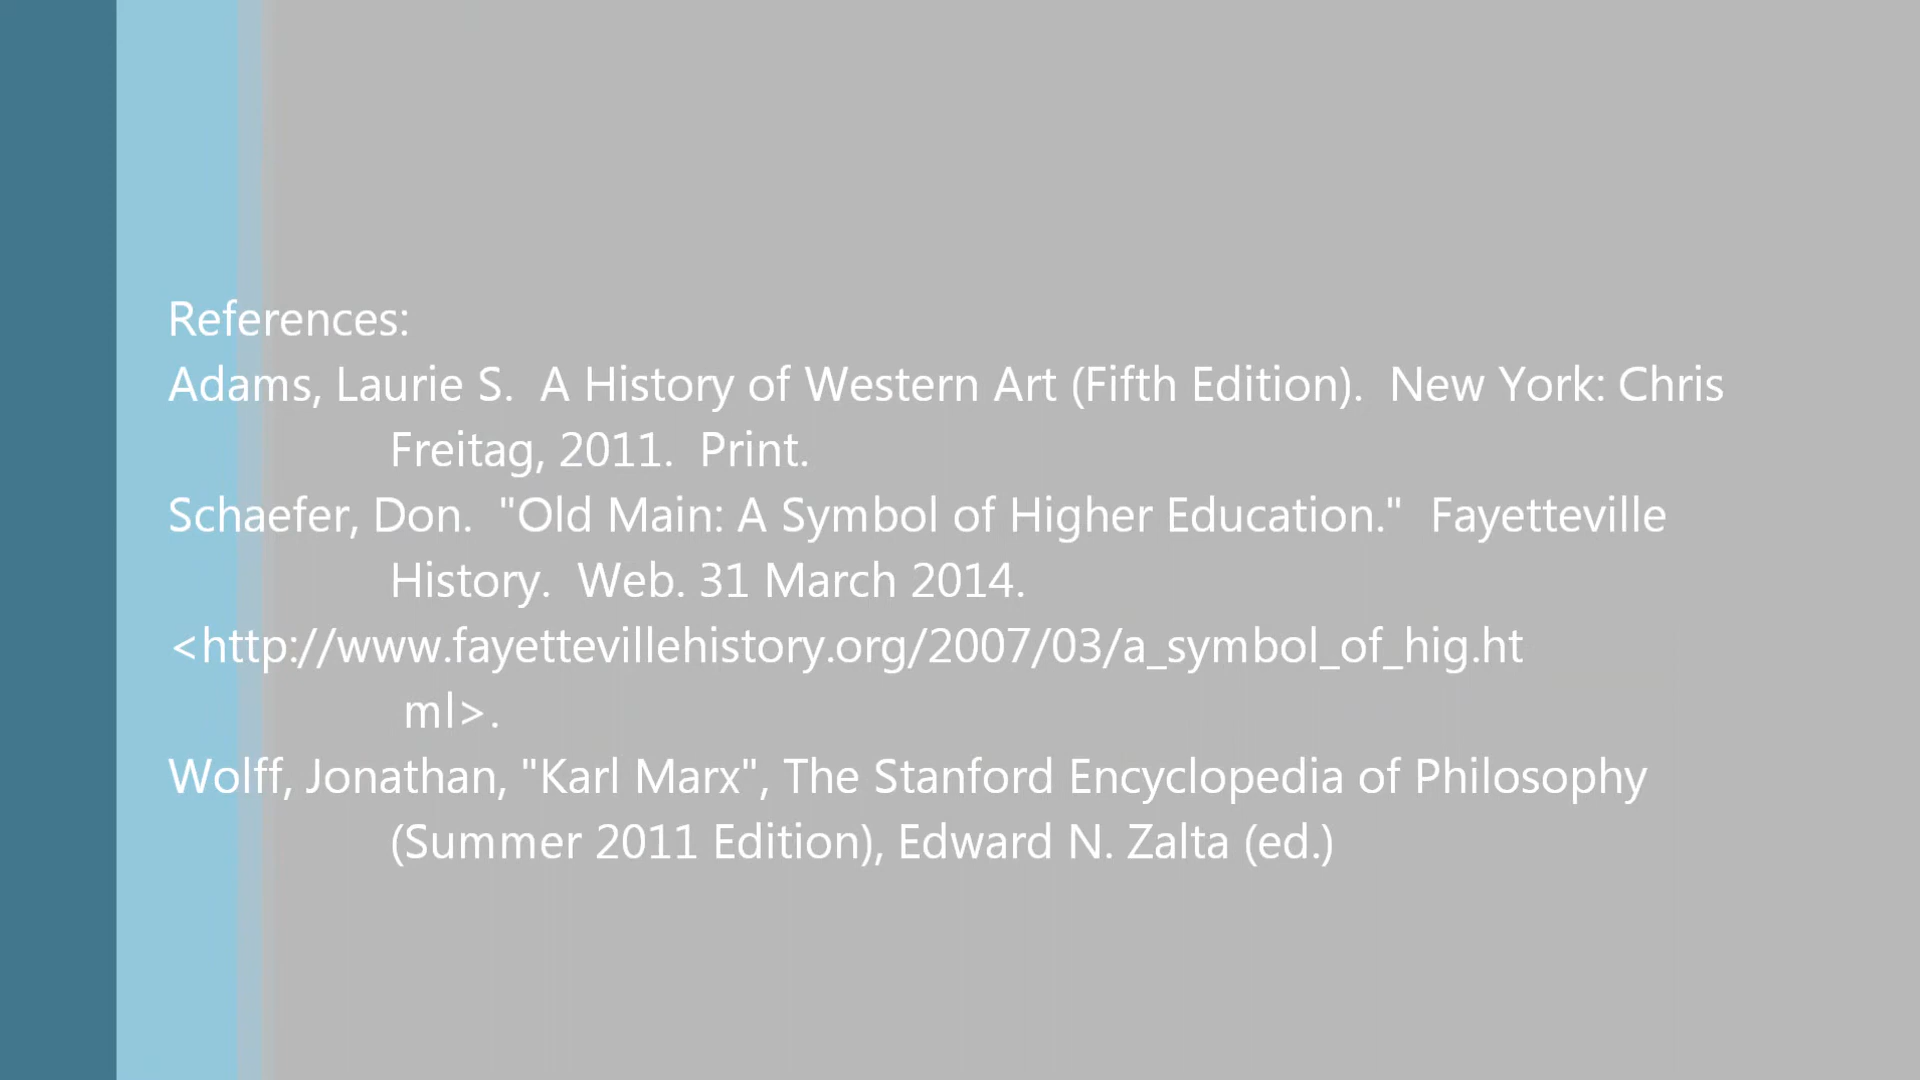 References:
Adams, Laurie S.  A History of Western Art (Fifth Edition).  New York: Chris
Freitag, 2011.  Print.
Schaefer, Don.  "Old Main: A Symbol of Higher Education."  Fayetteville
History.  Web. 31 March 2014.
<http://www.fayettevillehistory.org/2007/03/a_symbol_of_hig.ht
ml>.
Wolff, Jonathan, "Karl Marx", The Stanford Encyclopedia of Philosophy
(Summer 2011 Edition), Edward N. Zalta (ed.)